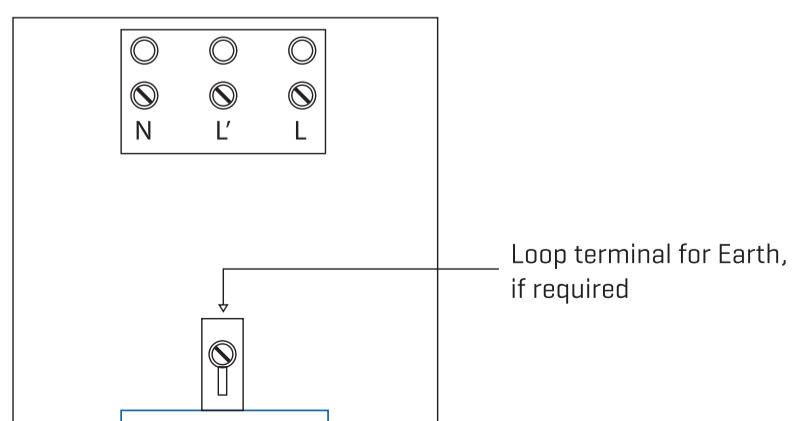 N L′ L
Loop terminal for Earth,
if required